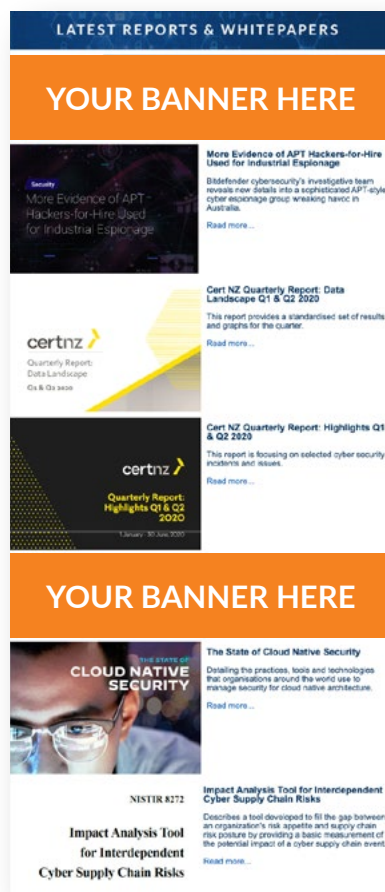 LATEST REPORTS & WHITEPAPERS
YOUR BANNER HERE
Security
More Evidence of APT
Hackers-for-Hire Used
for Industrial Espionage
More Evidence of APT Hackers-for-Hire
Used for Industrial Espionage
Bitdefender cybersecurity's investigative team
reveals new details into a sophisticated APT-style
cyber espionage group wreaking havoc in
Australia.
Read more...
certnz
Quarterly Report:
Data Landscape
Q1 & Q2 2020
Cert NZ Quarterly Report: Data
Landscape Q1 & Q2 2020
This report provides a standardised set of results
and graphs for the quarter.
Read more...
certnz
Quarterly Report:
Highlights Q1 & Q2
2020
1 January - 30 June, 2020
Cert NZ Quarterly Report: Highlights Q1
& Q2 2020
This report is focusing on selected cyber security
incidents and issues.
Read more...
YOUR BANNER HERE
THE STATE OF
CLOUD NATIVE
SECURITY
The State of Cloud Native Security
Detailing the practices, tools and technologies
that organisations around the world use to
manage security for cloud native architecture.
Read more...
NISTIR 8272
Impact Analysis Tool
for Interdependent
Cyber Supply Chain Risks
Impact Analysis Tool for Interdependent
Cyber Supply Chain Risks
Describes a tool developed to fill the gap between
an organization's risk appetite and supply chain
risk posture by providing a basic measurement of
the potential impact of a cyber supply chain event.
Read more...